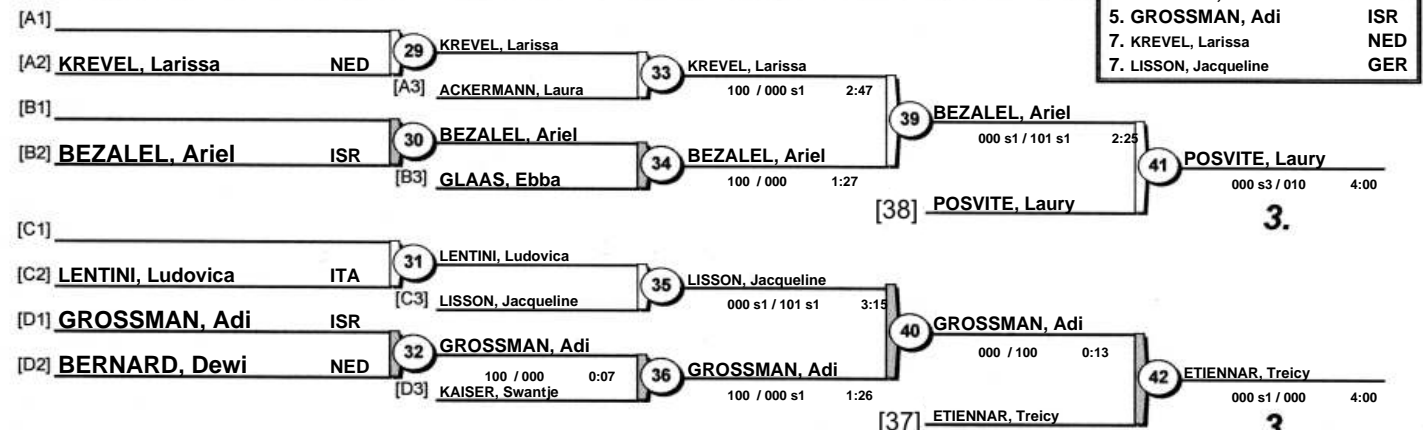 5. GROSSMAN, Adi ISR
7. KREVEL, Larissa NED
7. LISSON, Jacqueline GER
[A1]
[A2] KREVEL, Larissa NED
29
KREVEL, Larissa
[A3] ACKERMANN, Laura
33
KREVEL, Larissa
100 / 000 s1 2:47
[B1]
[B2] BEZALEL, Ariel ISR
30
BEZALEL, Ariel
[B3] GLAAS, Ebba
34
BEZALEL, Ariel
100 / 000 1:27
39
BEZALEL, Ariel
000 s1 / 101 s1 2:25
[38] POSVITE, Laury
41
POSVITE, Laury
000 s3 / 010 4:00
3.
[C1]
[C2] LENTINI, Ludovica ITA
31
LENTINI, Ludovica
[C3] LISSON, Jacqueline
35
LISSON, Jacqueline
000 s1 / 101 s1 3:15
[D1] GROSSMAN, Adi ISR
[D2] BERNARD, Dewi NED
32
GROSSMAN, Adi
100 / 000 0:07
[D3] KAISER, Swantje
36
GROSSMAN, Adi
100 / 000 s1 1:26
40
GROSSMAN, Adi
000 / 100 0:13
[37] ETIENNAR, Treicy
42
ETIENNAR, Treicy
000 s1 / 000 4:00
3